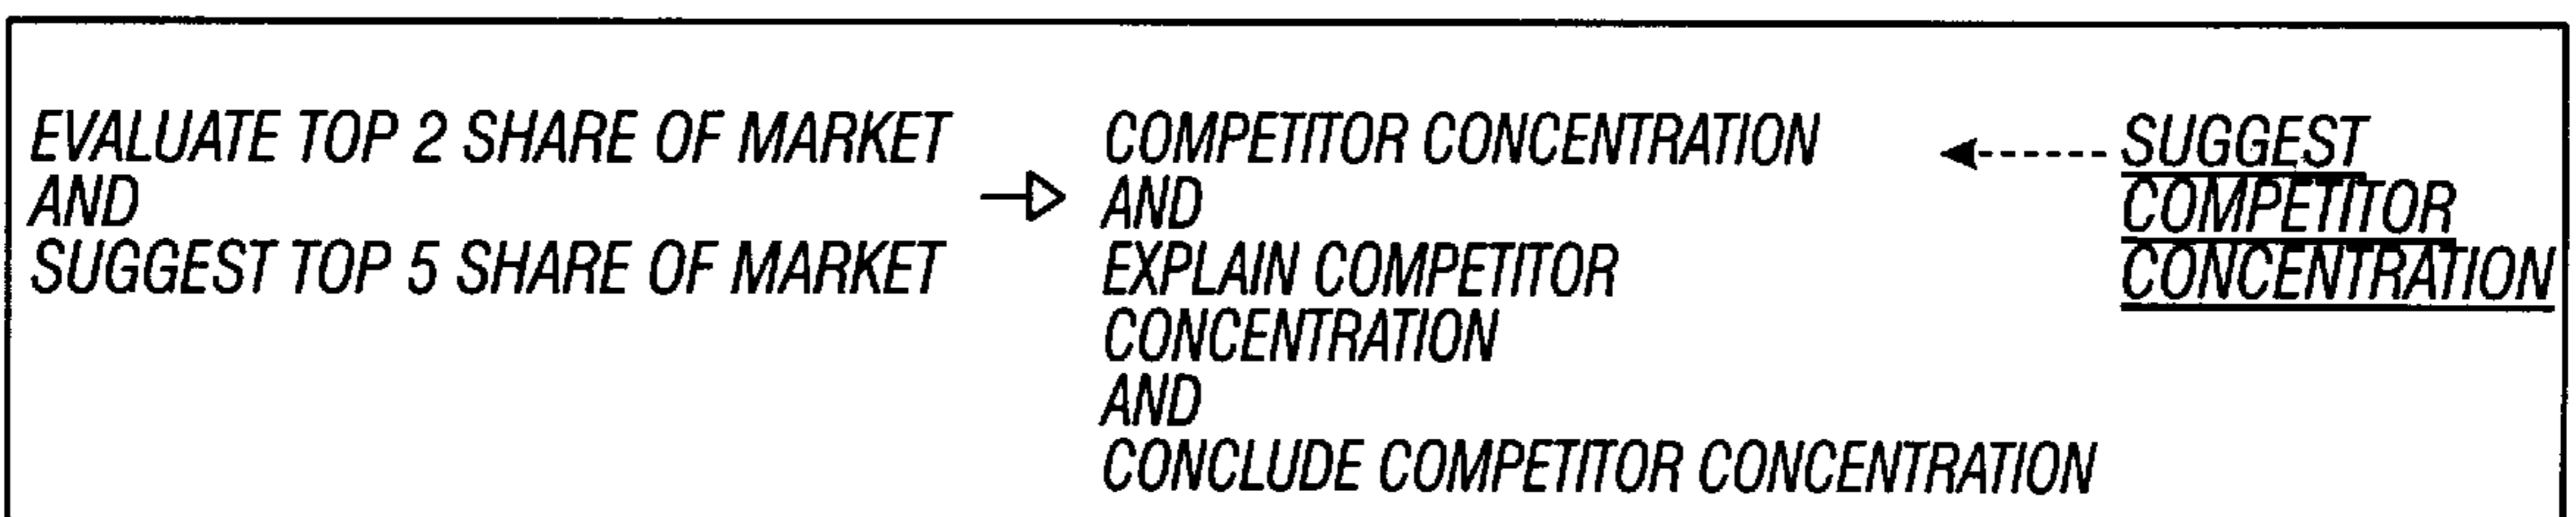 EVALUATE TOP 2 SHARE OF MARKET
AND
SUGGEST TOP 5 SHARE OF MARKET
COMPETITOR CONCENTRATION
AND
EXPLAIN COMPETITOR
CONCENTRATION
AND
CONCLUDE COMPETITOR CONCENTRATION
SUGGEST
COMPETITOR
CONCENTRATION